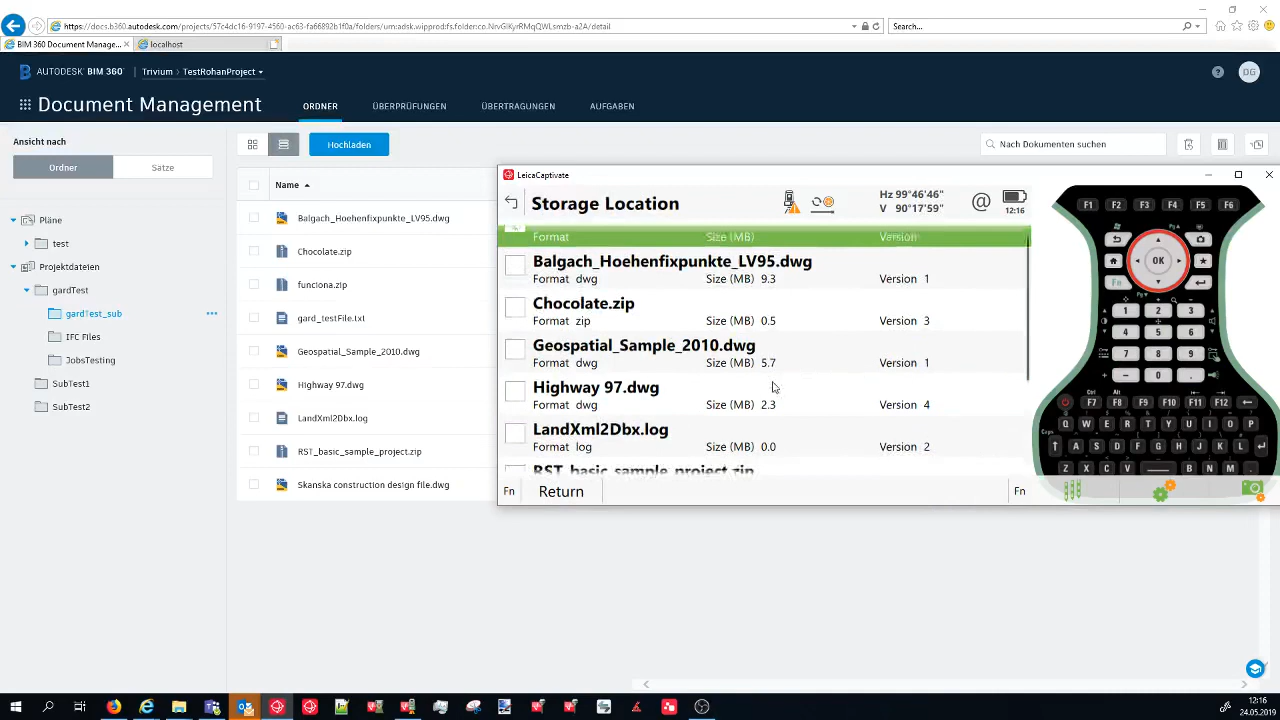 https://docs.b360.autodesk.com/projects/57c4dc16-9197-4560-ac63-fa66892b1f0a/folders/urn:adsk.wipprod:fs.folder:co.NrvGlKyrRMqQWLsmzb-a2A/detail
Search...
BIM 360 Document Manage...
localhost
AUTODESK® BIM 360°
Trivium > TestRohanProject
DG
Document Management
ORDNER
ÜBERPRÜFUNGEN
ÜBERTRAGUNGEN
AUFGABEN
Ansicht nach
Ordner
Sätze
Hochladen
Nach Dokumenten suchen
Pläne
test
Projektdateien
gardTest
gardTest_sub
IFC Files
JobsTesting
SubTest1
SubTest2
Name
Balgach_Hoehenfixpunkte_LV95.dwg
Chocolate.zip
funciona.zip
gard_testFile.txt
Geospatial_Sample_2010.dwg
Highway 97.dwg
LandXml2Dbx.log
RST_basic_sample_project.zip
Skanska construction design file.dwg
LeicaCaptivate
Storage Location
Hz 99°46'46"
V 90°17'59"
@
12:16
Format Size (MB) Version
Balgach_Hoehenfixpunkte_LV95.dwg
Format dwg Size (MB) 9.3 Version 1
Chocolate.zip
Format zip Size (MB) 0.5 Version 3
Geospatial_Sample_2010.dwg
Format dwg Size (MB) 5.7 Version 1
Highway 97.dwg
Format dwg Size (MB) 2.3 Version 4
LandXml2Dbx.log
Format log Size (MB) 0.0 Version 2
RST_basic_sample_project.zip
Fn Return Fn
F1 F2 F3 F4 F5 F6
OK
Fn
1 2 3
4 5 6
7 8 9
+ - 0 .
Ctrl Alt
F7 F8 F9 F10 F11 F12
Q W E R T Y U I O P
A S D F G H J K L
Z X C V B N M
12:16
24.05.2019